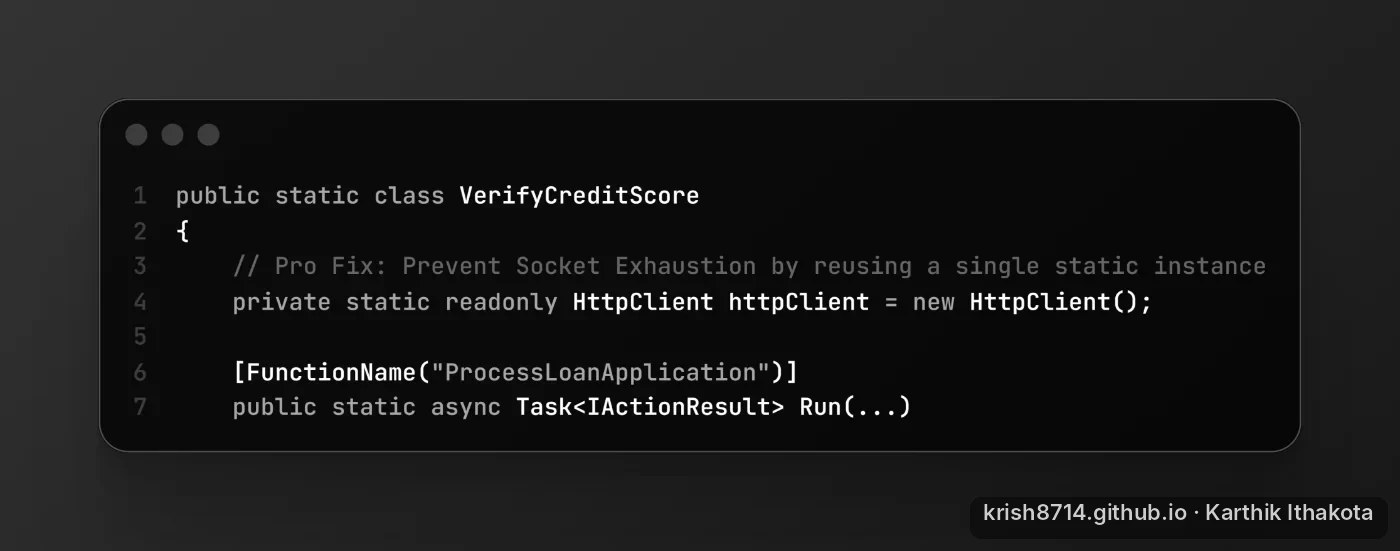 1 public static class VerifyCreditScore
2 {
3 // Pro Fix: Prevent Socket Exhaustion by reusing a single static instance
4 private static readonly HttpClient httpClient = new HttpClient();
5
6 [FunctionName("ProcessLoanApplication")]
7 public static async Task<IActionResult> Run(...)
krish8714.github.io · Karthik Ithakota